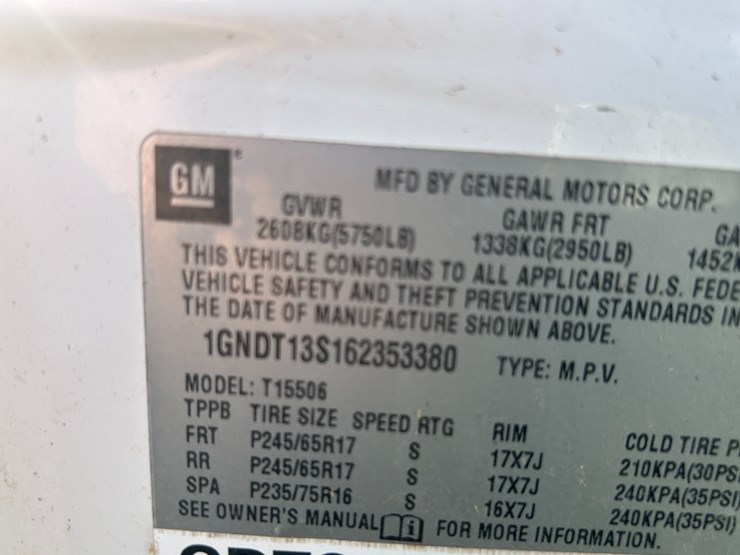 GM
MFD BY GENERAL MOTORS CORP.
GVWR GAWR FRT GA
2608KG(5750LB) 1338KG(2950LB) 1452K
THIS VEHICLE CONFORMS TO ALL APPLICABLE U.S. FEDE
VEHICLE SAFETY AND THEFT PREVENTION STANDARDS IN
THE DATE OF MANUFACTURE SHOWN ABOVE.
1GNDT13S162353380 TYPE: M.P.V.
MODEL: T15506
TPPB TIRE SIZE SPEED RTG RIM COLD TIRE P
FRT P245/65R17 S 17X7J 210KPA(30PSI
RR P245/65R17 S 17X7J 240KPA(35PSI)
SPA P235/75R16 S 16X7J 240KPA(35PSI)
SEE OWNER'S MANUAL i FOR MORE INFORMATION.